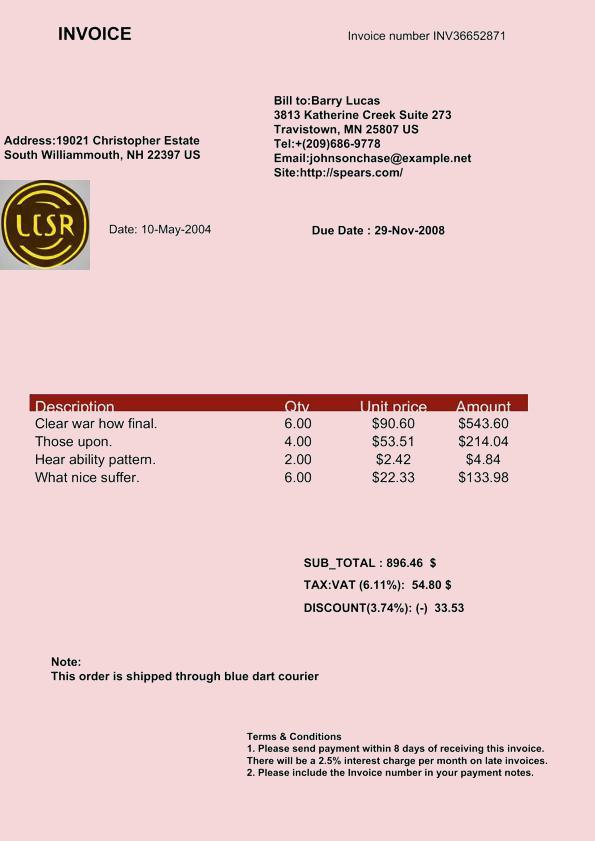 INVOICE
Invoice number INV36652871
Bill to:Barry Lucas
3813 Katherine Creek Suite 273
Travistown, MN 25807 US
Tel:+(209)686-9778
Email:johnsonchase@example.net
Site:http://spears.com/
Address:19021 Christopher Estate
South Williammouth, NH 22397 US
LCSR
Date: 10-May-2004
Due Date : 29-Nov-2008
Description Qty Unit price Amount
Clear war how final. 6.00 $90.60 $543.60
Those upon. 4.00 $53.51 $214.04
Hear ability pattern. 2.00 $2.42 $4.84
What nice suffer. 6.00 $22.33 $133.98
SUB_TOTAL : 896.46 $
TAX:VAT (6.11%): 54.80 $
DISCOUNT(3.74%): (-) 33.53
Note:
This order is shipped through blue dart courier
Terms & Conditions
1. Please send payment within 8 days of receiving this invoice.
There will be a 2.5% interest charge per month on late invoices.
2. Please include the Invoice number in your payment notes.